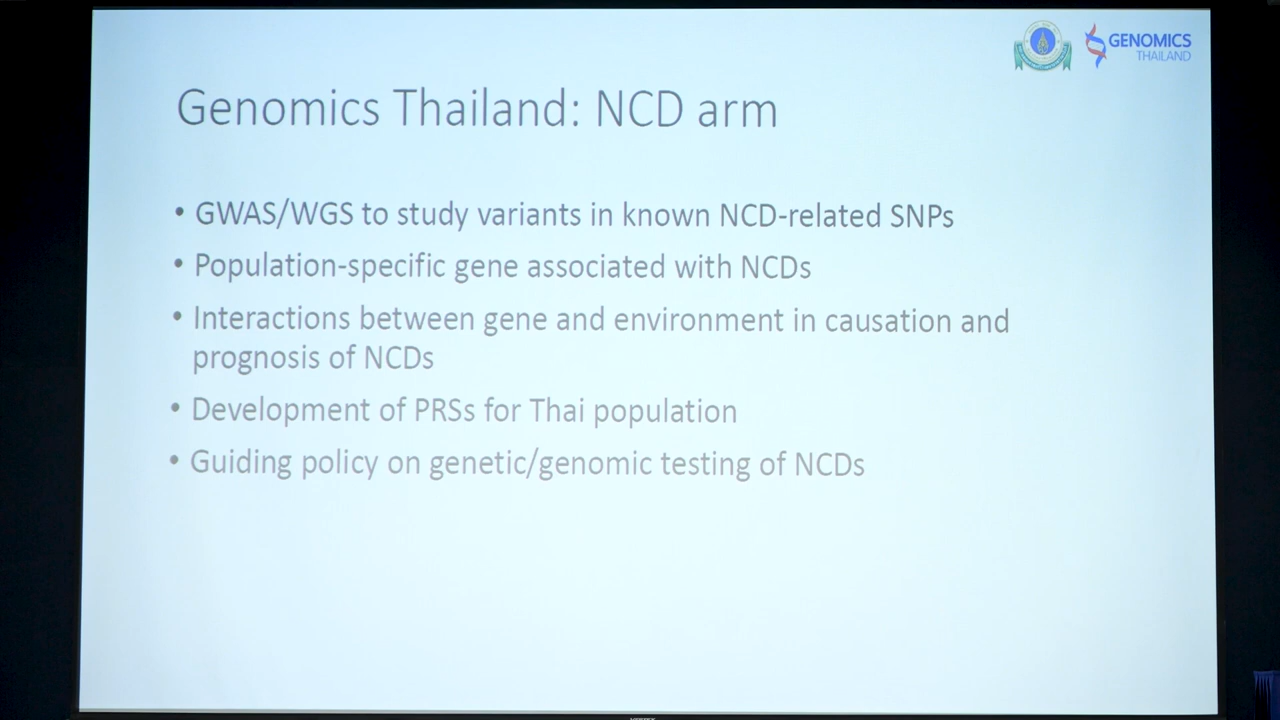 GENOMICS
THAILAND
Genomics Thailand: NCD arm
• GWAS/WGS to study variants in known NCD-related SNPs
• Population-specific gene associated with NCDs
• Interactions between gene and environment in causation and
prognosis of NCDs
• Development of PRSs for Thai population
• Guiding policy on genetic/genomic testing of NCDs